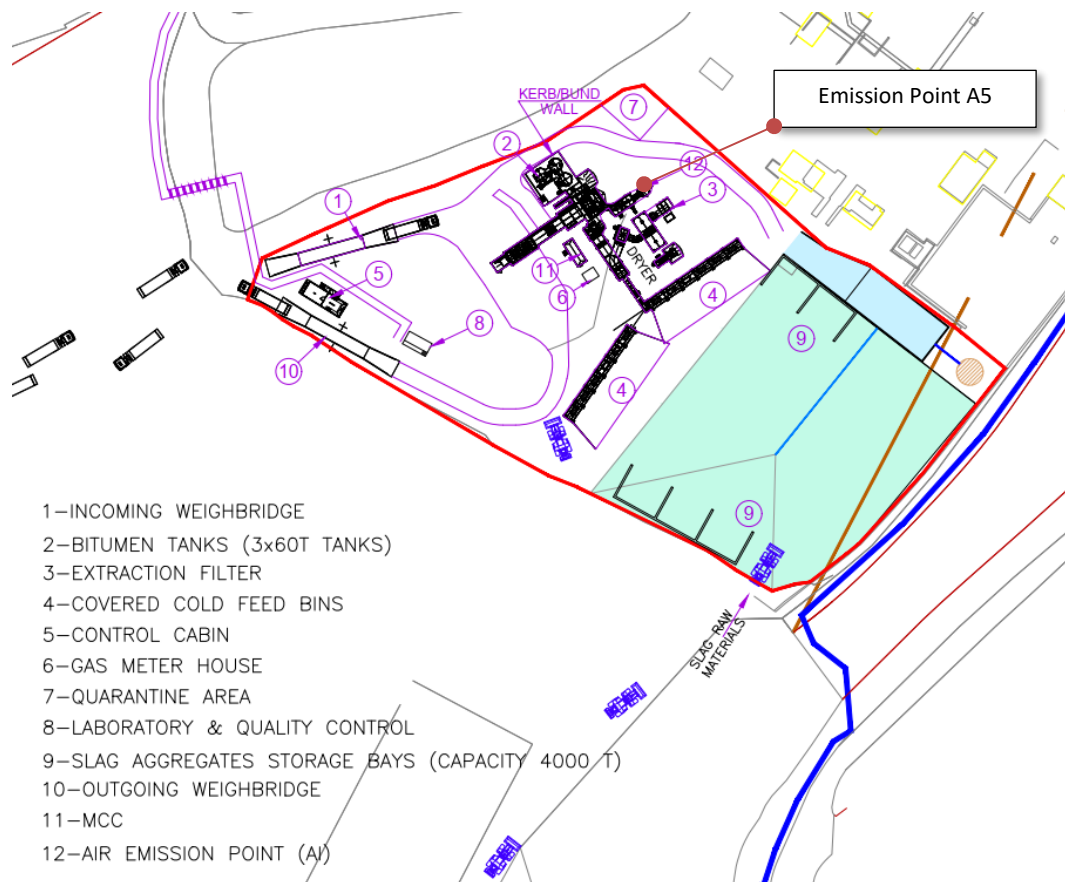 Emission Point A5
KERB/BUND
WALL
7
2
12
3
1
DRYER
11
5
6
4
8
9
10
4
9
SLAG RAW
MATERIALS
1-INCOMING WEIGHBRIDGE
2-BITUMEN TANKS (3x60T TANKS)
3-EXTRACTION FILTER
4-COVERED COLD FEED BINS
5-CONTROL CABIN
6-GAS METER HOUSE
7-QUARANTINE AREA
8-LABORATORY & QUALITY CONTROL
9-SLAG AGGREGATES STORAGE BAYS (CAPACITY 4000 T)
10-OUTGOING WEIGHBRIDGE
11-MCC
12-AIR EMISSION POINT (AI)